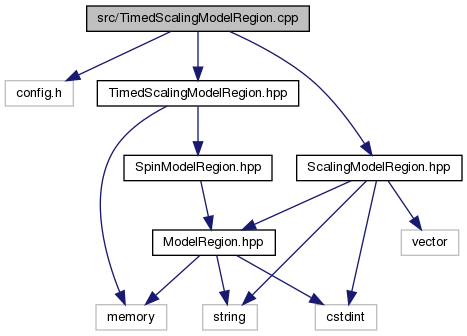 src/TimedScalingModelRegion.cpp
config.h
TimedScalingModelRegion.hpp
SpinModelRegion.hpp
ScalingModelRegion.hpp
ModelRegion.hpp
vector
memory
string
cstdint